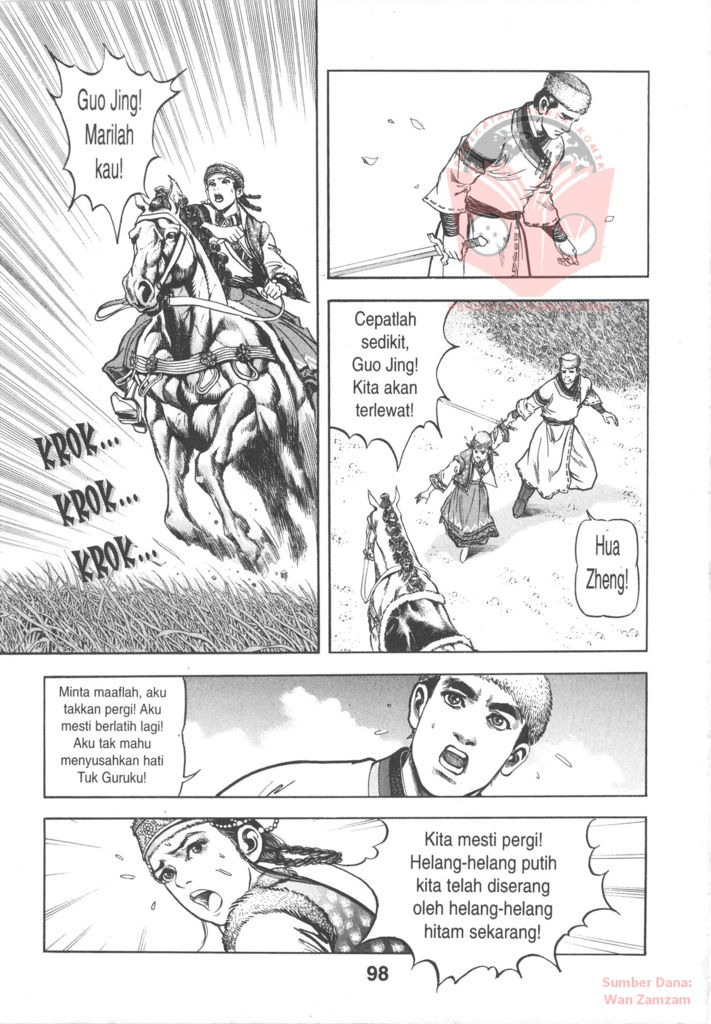 Guo Jing!
Marilah
kau!
KROK...
KROK...
KROK...
Cepatlah
sedikit,
Guo Jing!
Kita akan
terlewat!
Hua
Zheng!
Minta maaflah, aku
takkan pergi! Aku
mesti berlatih lagi!
Aku tak mahu
menyusahkan hati
Tuk Guruku!
Kita mesti pergi!
Helang-helang putih
kita telah diserang
oleh helang-helang
hitam sekarang!
98
Sumber Dana:
Wan Zamzam